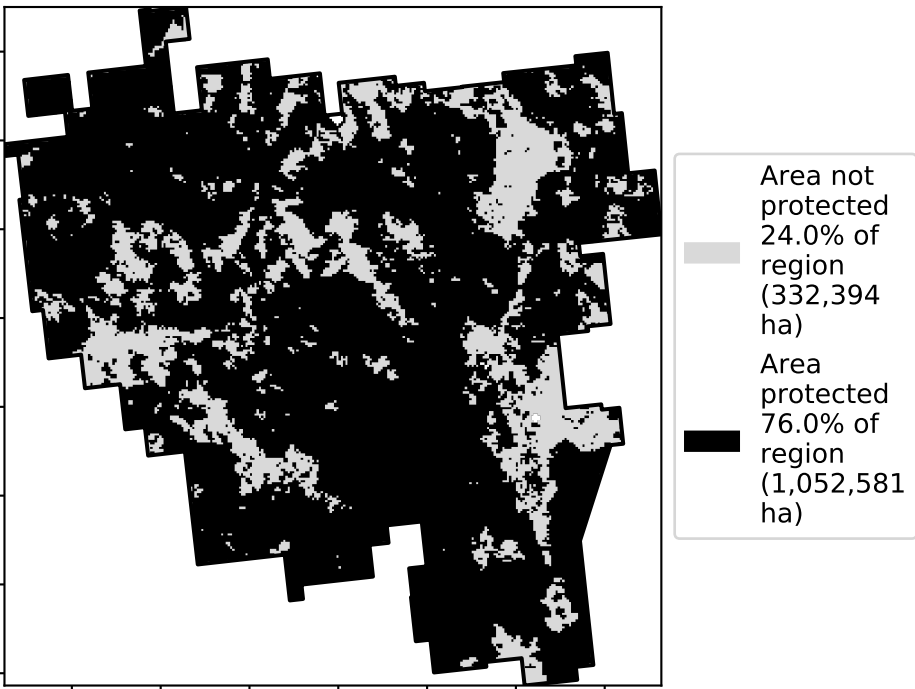 Area not
protected
24.0% of
region
(332,394
ha)
Area
protected
76.0% of
region
(1,052,581
ha)